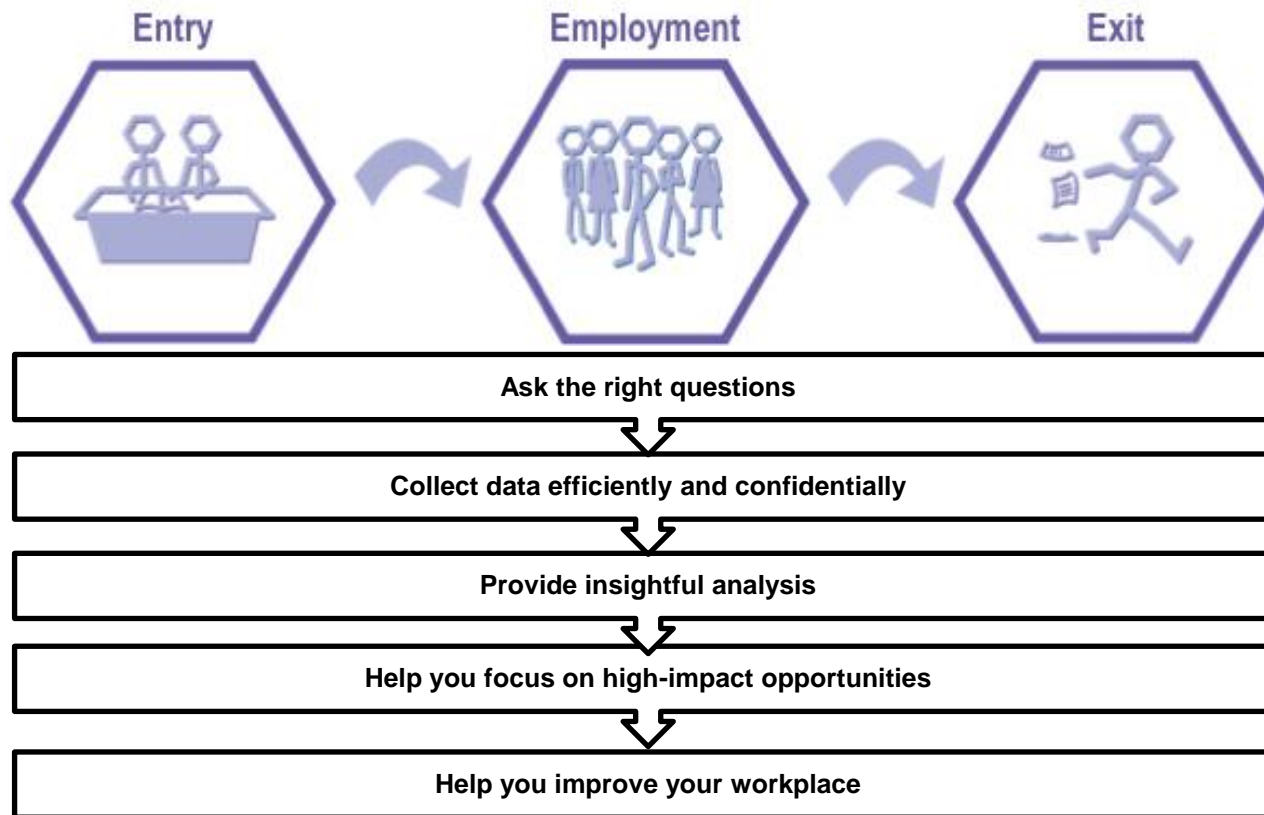 Entry
Employment
Exit
Ask the right questions
Collect data efficiently and confidentially
Provide insightful analysis
Help you focus on high-impact opportunities
Help you improve your workplace